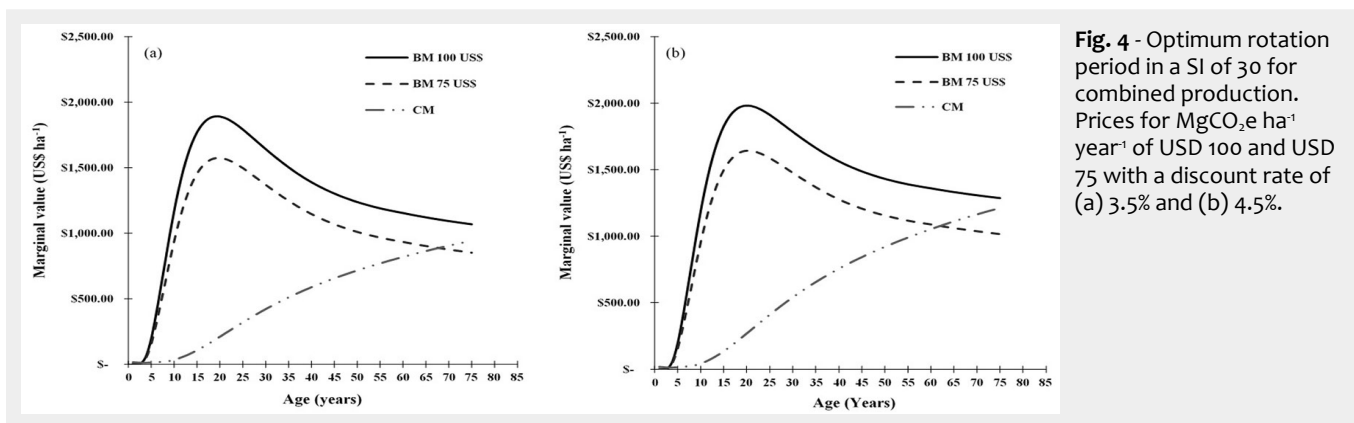 $2,500.00
$2,000.00
$1,500.00
$1,000.00
$500.00
$-
Marginal value (US$ ha⁻¹)
(a)
BM 100 US$
BM 75 US$
CM
0 5 10 15 20 25 30 35 40 45 50 55 60 65 70 75 80 85
Age (years)
$2,500.00
$2,000.00
$1,500.00
$1,000.00
$500.00
$-
Marginal value (US$ ha⁻¹)
(b)
BM 100 US$
BM 75 US$
CM
0 5 10 15 20 25 30 35 40 45 50 55 60 65 70 75 80 85
Age (Years)
Fig. 4 - Optimum rotation
period in a SI of 30 for
combined production.
Prices for MgCO₂e ha⁻¹
year⁻¹ of USD 100 and USD
75 with a discount rate of
(a) 3.5% and (b) 4.5%.